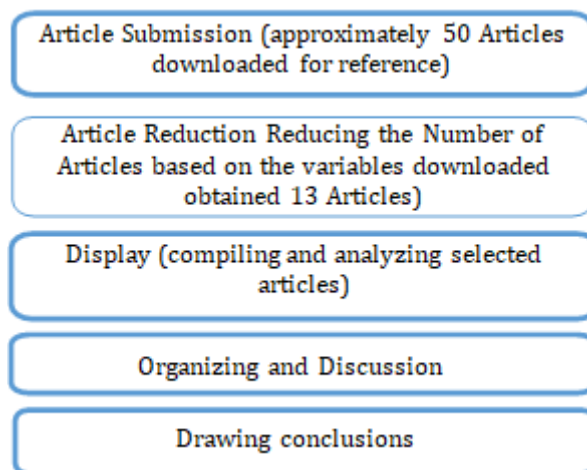 Article Submission (approximately 50 Articles
downloaded for reference)
Article Reduction Reducing the Number of
Articles based on the variables downloaded
obtained 13 Articles)
Display (compiling and analyzing selected
articles)
Organizing and Discussion
Drawing conclusions